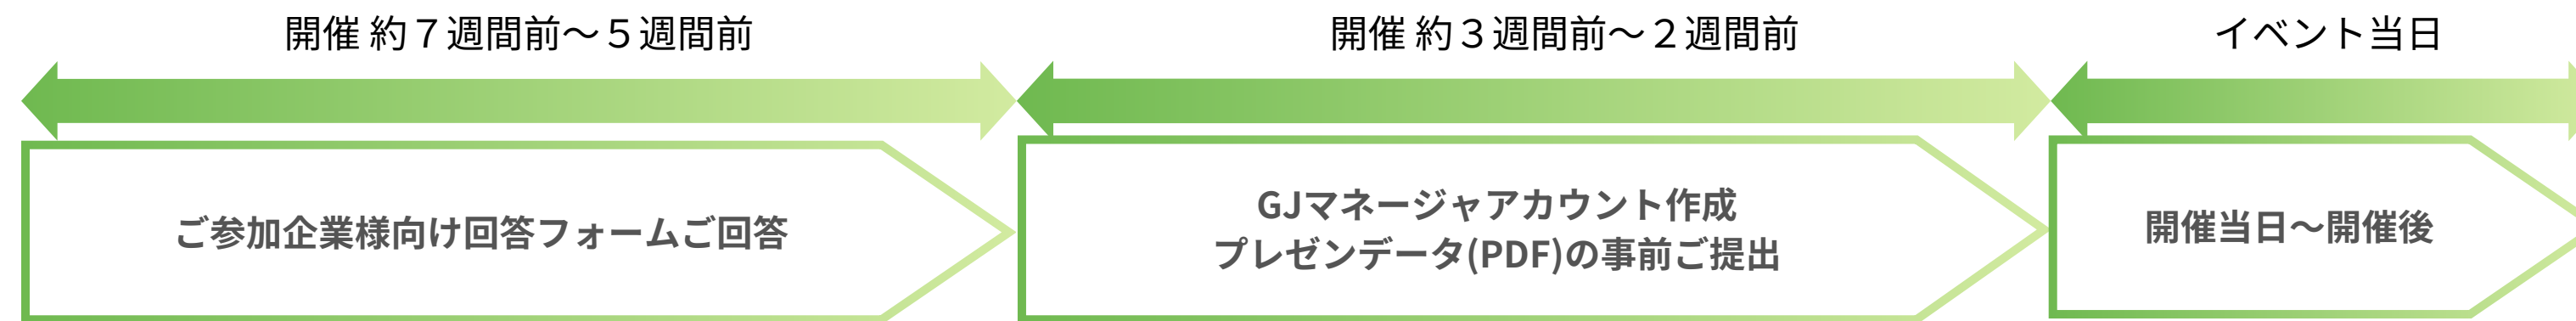 開催 約７週間前～５週間前
開催 約３週間前～２週間前
イベント当日
ご参加企業様向け回答フォームご回答
GJマネージャアカウント作成
プレゼンデータ(PDF)の事前ご提出
開催当日～開催後